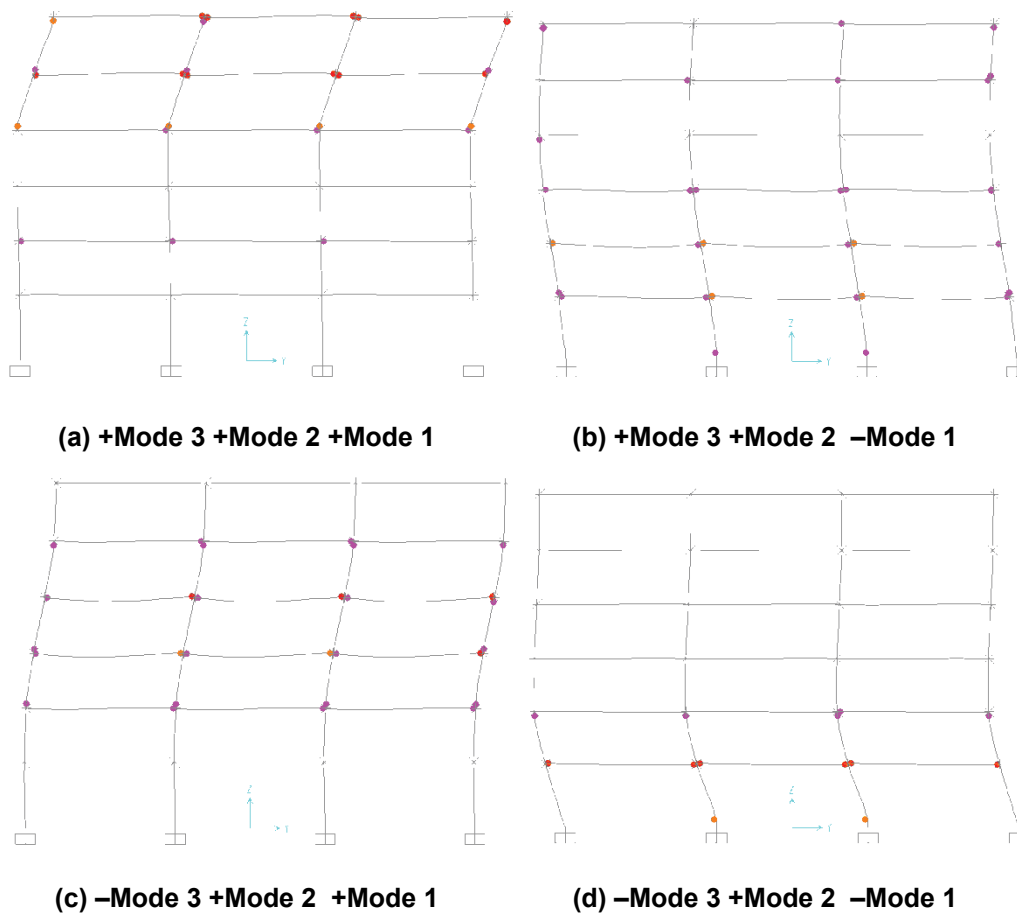 Z
Y
Z
Y
(a) +Mode 3 +Mode 2 +Mode 1
(b) +Mode 3 +Mode 2 –Mode 1
Z
Y
Z
Y
(c) –Mode 3 +Mode 2 +Mode 1
(d) –Mode 3 +Mode 2 –Mode 1